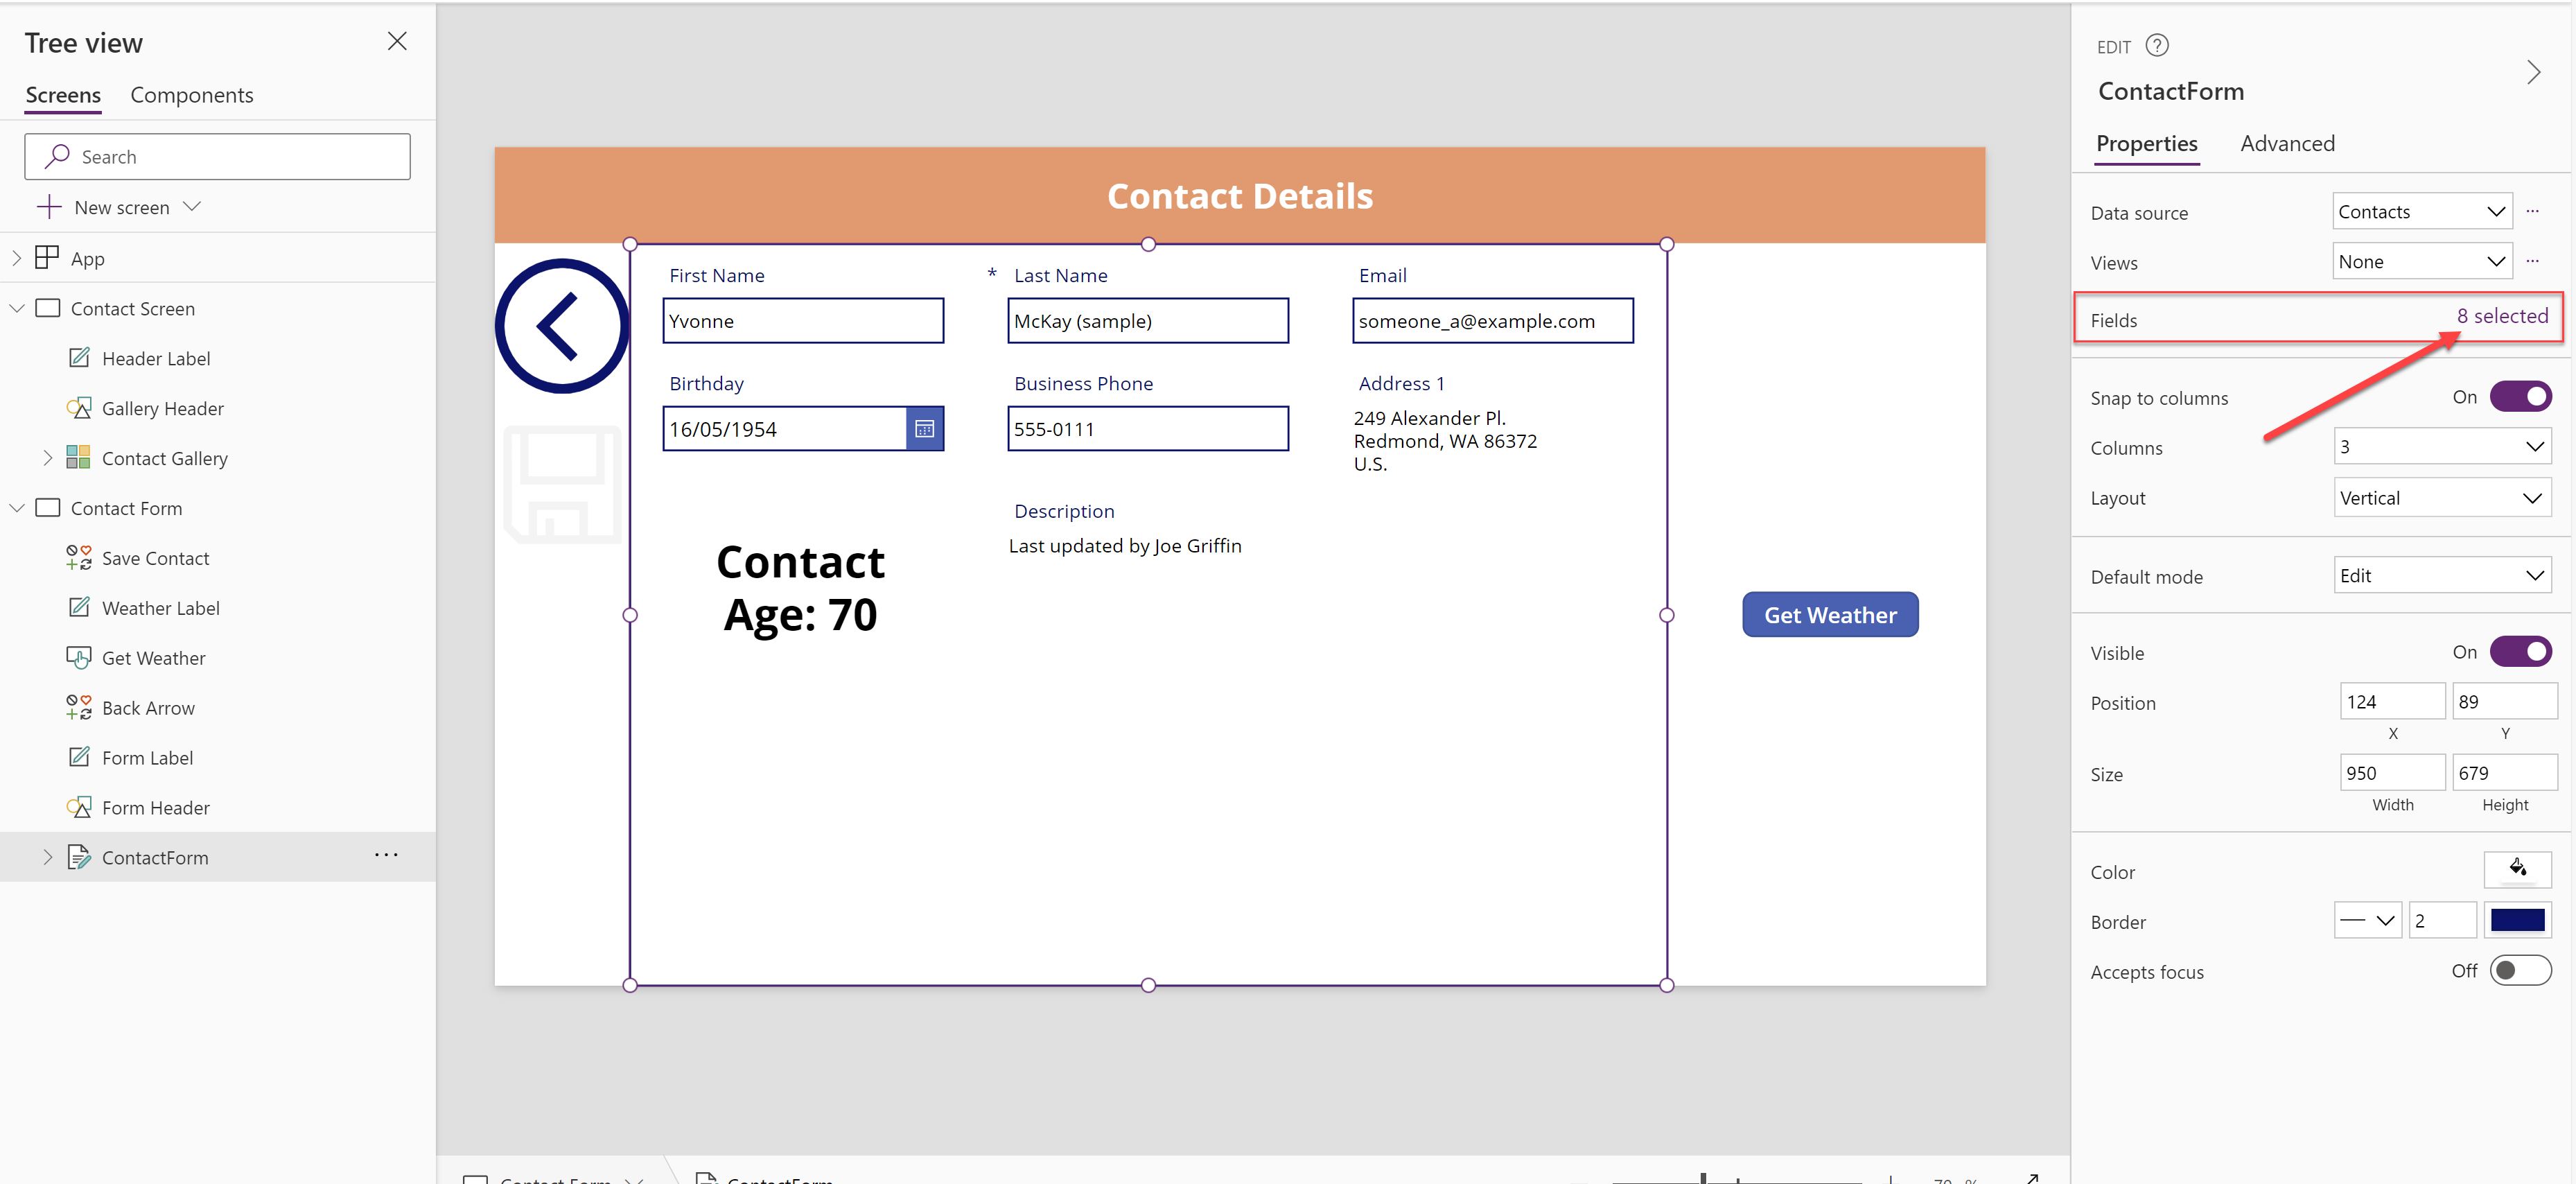 Tree view
Screens
Components
Search
New screen
App
Contact Screen
Header Label
Gallery Header
Contact Gallery
Contact Form
Save Contact
Weather Label
Get Weather
Back Arrow
Form Label
Form Header
ContactForm
Contact Details
First Name
* Last Name
Email
Yvonne
McKay (sample)
someone_a@example.com
Birthday
Business Phone
Address 1
16/05/1954
555-0111
249 Alexander Pl.
Redmond, WA 86372
U.S.
Description
Last updated by Joe Griffin
Contact
Age: 70
Get Weather
Contact Form
ContactForm
70 %
EDIT
ContactForm
Properties
Advanced
Data source
Contacts
Views
None
Fields
8 selected
Snap to columns
On
Columns
3
Layout
Vertical
Default mode
Edit
Visible
On
Position
124
89
X
Y
Size
950
679
Width
Height
Color
Border
2
Accepts focus
Off